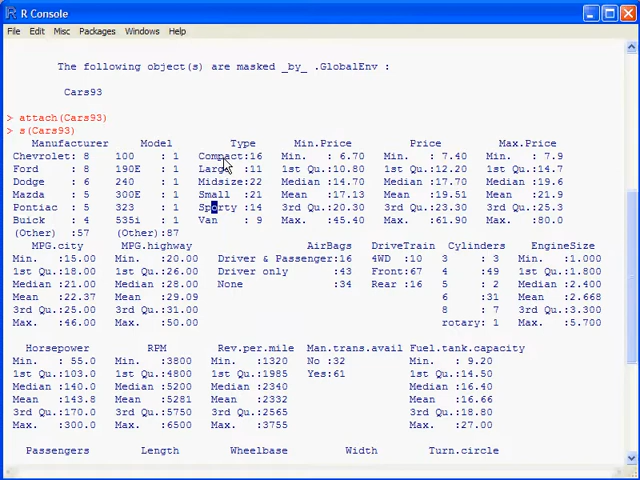 R Console
File Edit Misc Packages Windows Help
The following object(s) are masked _by_ .GlobalEnv :
Cars93
> attach(Cars93)
> s(Cars93)
Manufacturer Model Type Min.Price Price Max.Price
Chevrolet: 8 100 : 1 Compact:16 Min. : 6.70 Min. : 7.40 Min. : 7.9
Ford : 8 190E : 1 Large :11 1st Qu.:10.80 1st Qu.:12.20 1st Qu.:14.7
Dodge : 6 240 : 1 Midsize:22 Median :14.70 Median :17.70 Median :19.6
Mazda : 5 300E : 1 Small :21 Mean :17.13 Mean :19.51 Mean :21.9
Pontiac : 5 323 : 1 Sporty :14 3rd Qu.:20.30 3rd Qu.:23.30 3rd Qu.:25.3
Buick : 4 535i : 1 Van : 9 Max. :45.40 Max. :61.90 Max. :80.0
(Other) :57 (Other):87
MPG.city MPG.highway AirBags DriveTrain Cylinders EngineSize
Min. :15.00 Min. :20.00 Driver & Passenger:16 4WD :10 3 : 3 Min. :1.000
1st Qu.:18.00 1st Qu.:26.00 Driver only :43 Front:67 4 :49 1st Qu.:1.800
Median :21.00 Median :28.00 None :34 Rear :16 5 : 2 Median :2.400
Mean :22.37 Mean :29.09 6 :31 Mean :2.668
3rd Qu.:25.00 3rd Qu.:31.00 8 : 7 3rd Qu.:3.300
Max. :46.00 Max. :50.00 rotary: 1 Max. :5.700
Horsepower RPM Rev.per.mile Man.trans.avail Fuel.tank.capacity
Min. : 55.0 Min. :3800 Min. :1320 No :32 Min. : 9.20
1st Qu.:103.0 1st Qu.:4800 1st Qu.:1985 Yes:61 1st Qu.:14.50
Median :140.0 Median :5200 Median :2340 Median :16.40
Mean :143.8 Mean :5281 Mean :2332 Mean :16.66
3rd Qu.:170.0 3rd Qu.:5750 3rd Qu.:2565 3rd Qu.:18.80
Max. :300.0 Max. :6500 Max. :3755 Max. :27.00
Passengers Length Wheelbase Width Turn.circle